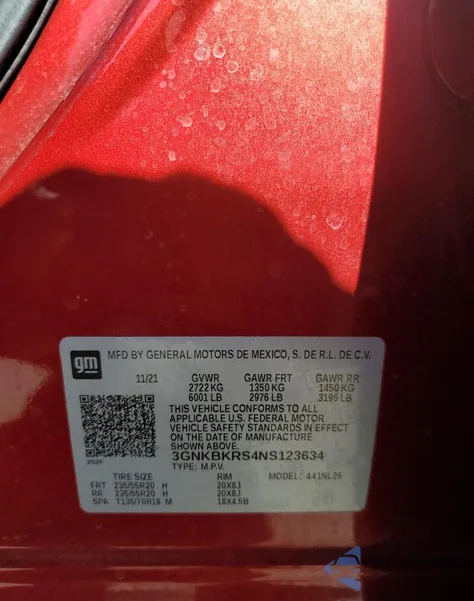 gm MFD BY GENERAL MOTORS DE MEXICO, S. DE R.L. DE C.V.
11/21 GVWR GAWR FRT GAWR RR
2722 KG 1350 KG 1450 KG
6001 LB 2976 LB 3196 LB
THIS VEHICLE CONFORMS TO ALL
APPLICABLE U.S. FEDERAL MOTOR
VEHICLE SAFETY STANDARDS IN EFFECT
ON THE DATE OF MANUFACTURE
SHOWN ABOVE.
3GNKBKRS4NS123634
TYPE: M.P.V. MODEL: 441NL26
TIRE SIZE RIM
FRT 235/55R20 H 20X8J
RR 235/55R20 H 20X8J
SPA T135/70R18 M 18X4.5B